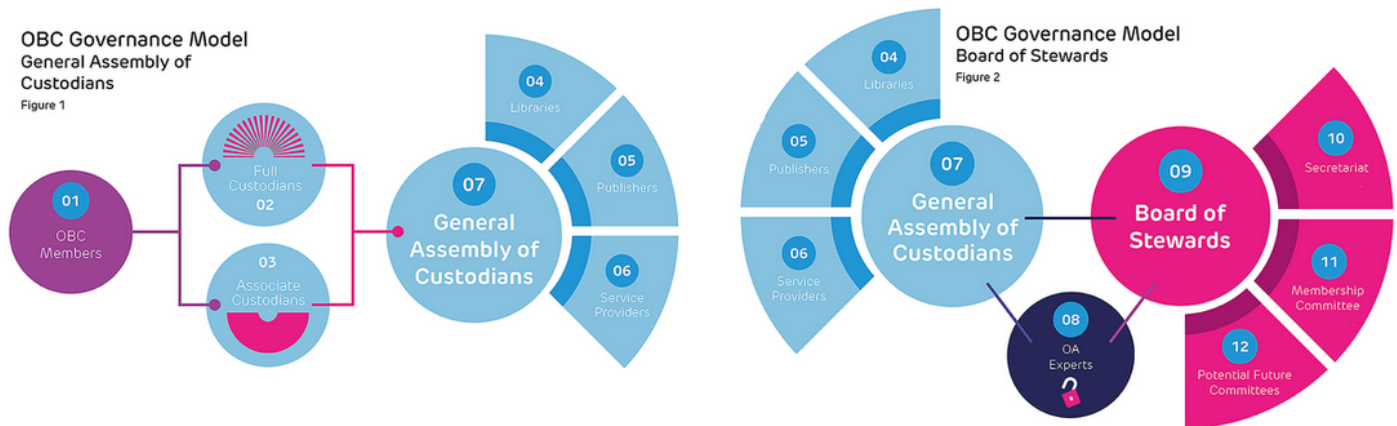 OBC Governance Model
General Assembly of
Custodians
Figure 1
01
OBC
Members
Full
Custodians
02
03
Associate
Custodians
07
General
Assembly of
Custodians
04
Libraries
05
Publishers
06
Service
Providers
OBC Governance Model
Board of Stewards
Figure 2
04
Libraries
05
Publishers
06
Service
Providers
07
General
Assembly of
Custodians
08
OA
Experts
09
Board of
Stewards
10
Secretariat
11
Membership
Committee
12
Potential Future
Committees